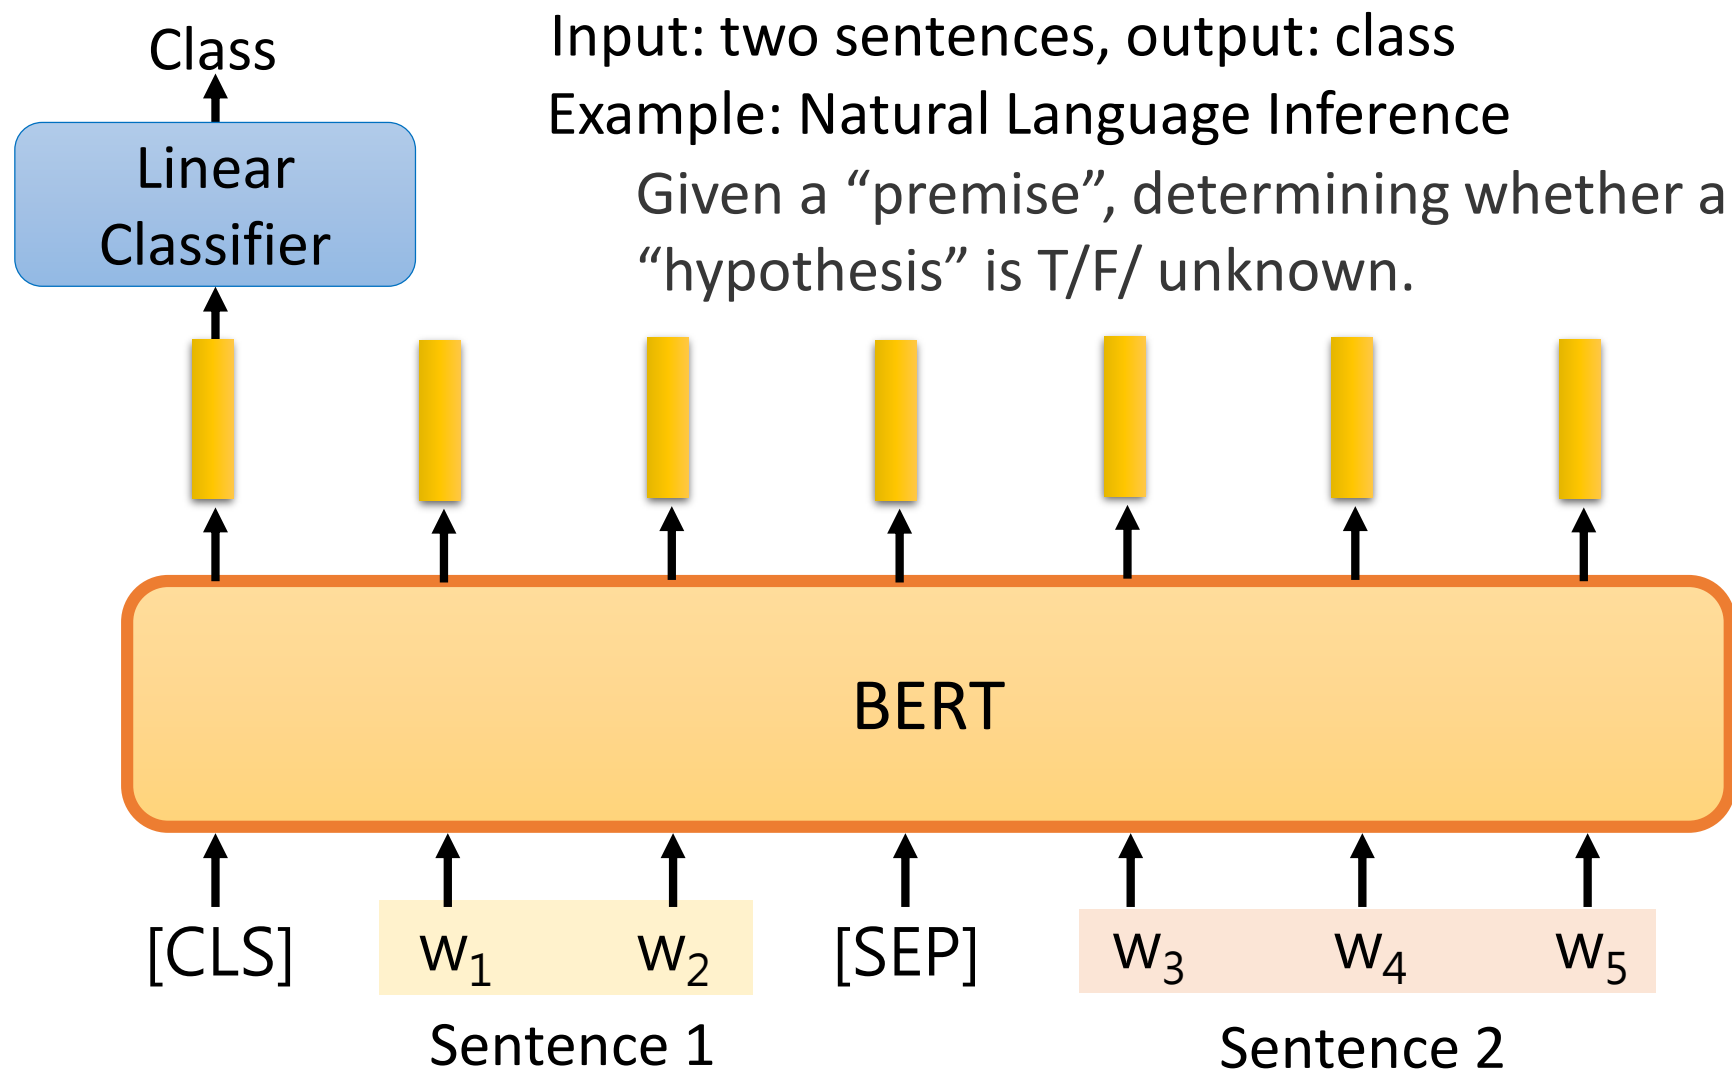 Class
Input: two sentences, output: class
Linear
Classifier
Example: Natural Language Inference
Given a “premise”, determining whether a
“hypothesis” is T/F/ unknown.
BERT
[CLS] w1 w2 [SEP] w3 w4 w5
Sentence 1 Sentence 2